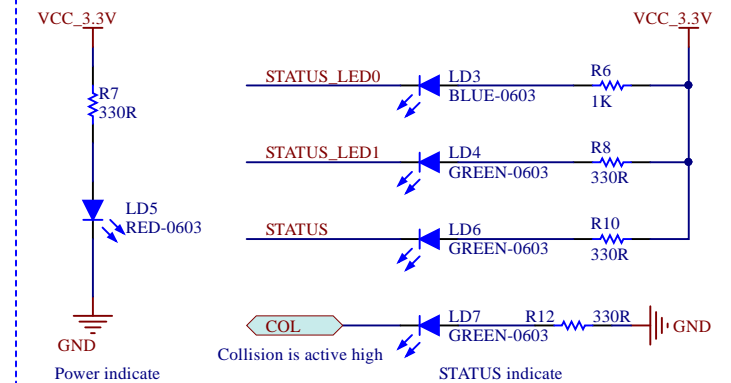 VCC_3.3V
R7
330R
LD5
RED-0603
GND
Power indicate
VCC_3.3V
STATUS_LED0
LD3
BLUE-0603
R6
1K
STATUS_LED1
LD4
GREEN-0603
R8
330R
STATUS
LD6
GREEN-0603
R10
330R
COL
LD7
GREEN-0603
R12
330R
GND
Collision is active high
STATUS indicate